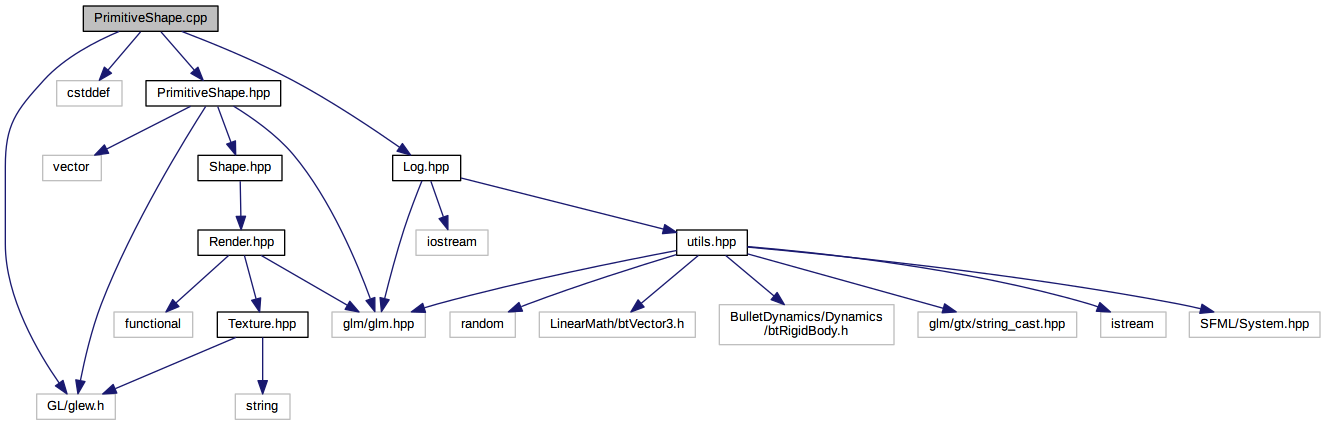 PrimitiveShape.cpp
cstddef
PrimitiveShape.hpp
vector
Shape.hpp
Log.hpp
Render.hpp
iostream
utils.hpp
functional
Texture.hpp
glm/glm.hpp
random
LinearMath/btVector3.h
BulletDynamics/Dynamics
/btRigidBody.h
glm/gtx/string_cast.hpp
istream
SFML/System.hpp
GL/glew.h
string